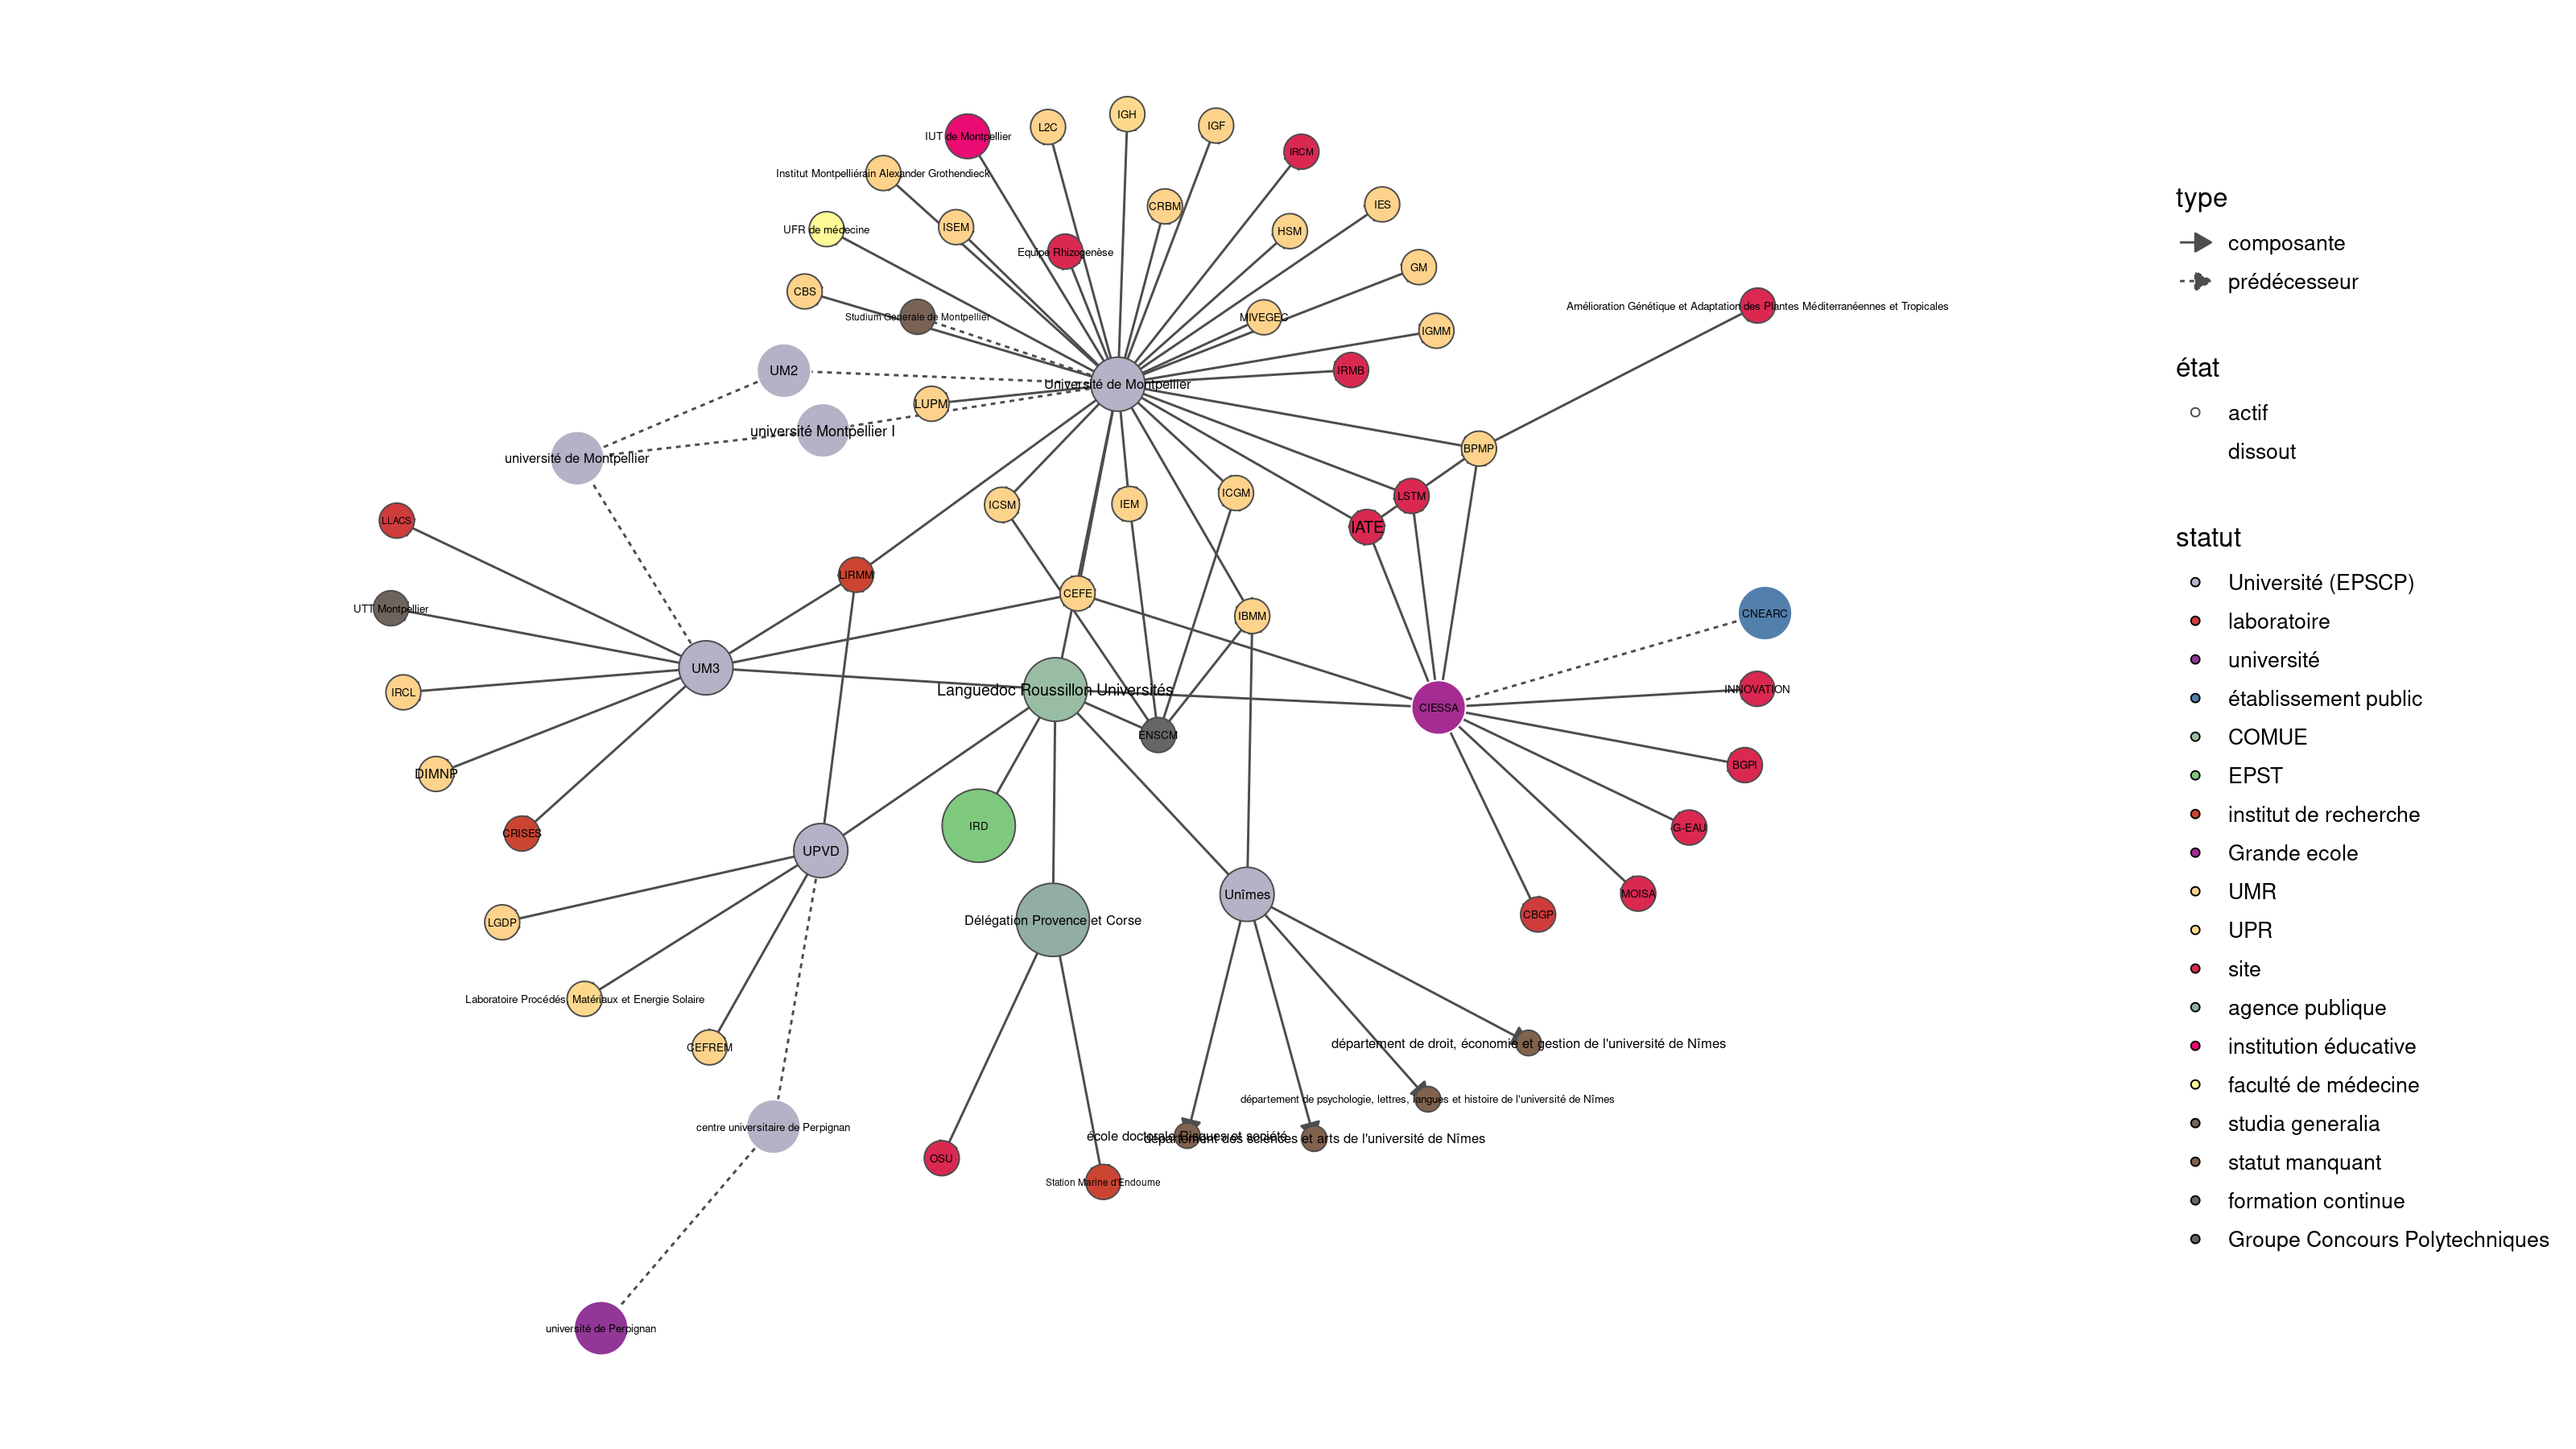 IGH
IGF
L2C
IUT de Montpellier
IRCM
Institut Montpelliérain Alexander Grothendieck
CRBM
IES
ISEM
UFR de médecine
HSM
Equipe Rhizogenèse
GM
CBS
Amélioration Génétique et Adaptation des Plantes Méditerranéennes et Tropicales
Studium Generale de Montpellier
MIVEGEC
IGMM
UM2
IRMB
Université de Montpellier
LUPM
université Montpellier I
BPMP
université de Montpellier
ICGM
LSTM
ICSM
IEM
LLACS
IATE
LIRMM
CEFE
UTT Montpellier
CNEARC
IBMM
UM3
INNOVATION
Languedoc Roussillon Universités
IRCL
CIESSA
ENSCM
BGPI
DIMNP
IRD
G-EAU
CRISES
UPVD
MOISA
Unîmes
CBGP
Délégation Provence et Corse
LGDP
Laboratoire Procédés, Matériaux et Energie Solaire
département de droit, économie et gestion de l'université de Nîmes
CEFREM
département de psychologie, lettres, langues et histoire de l'université de Nîmes
centre universitaire de Perpignan
école doctorale Risques et société
département des sciences et arts de l'université de Nîmes
OSU
Station Marine d'Endoume
université de Perpignan
type
composante
prédécesseur
état
actif
dissout
statut
Université (EPSCP)
laboratoire
université
établissement public
COMUE
EPST
institut de recherche
Grande ecole
UMR
UPR
site
agence publique
institution éducative
faculté de médecine
studia generalia
statut manquant
formation continue
Groupe Concours Polytechniques